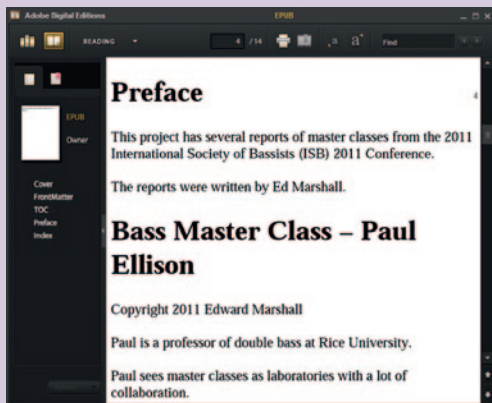 Adobe Digital Editions
EPUB
READING
4 / 14
a
a
Find
EPUB
Owner
Cover
FrontMatter
TOC
Preface
Index
4
Preface
This project has several reports of master classes from the 2011
International Society of Bassists (ISB) 2011 Conference.
The reports were written by Ed Marshall.
Bass Master Class – Paul
Ellison
Copyright 2011 Edward Marshall
Paul is a professor of double bass at Rice University.
Paul sees master classes as laboratories with a lot of
collaboration.